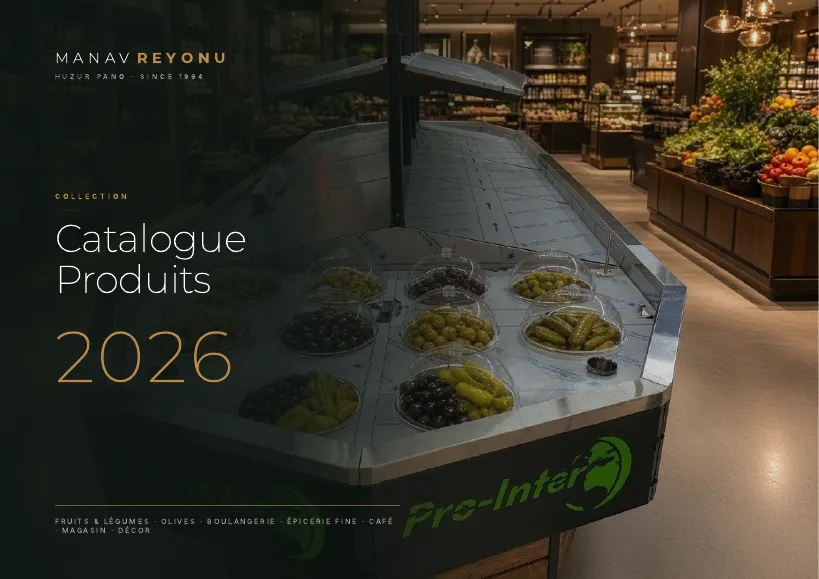 MANAV REYONU
HUZUR PANO · SINCE 1994
COLLECTION
Catalogue
Produits
2026
Pro-Inter
FRUITS & LÉGUMES · OLIVES · BOULANGERIE · ÉPICERIE FINE · CAFÉ
· MAGASIN · DÉCOR